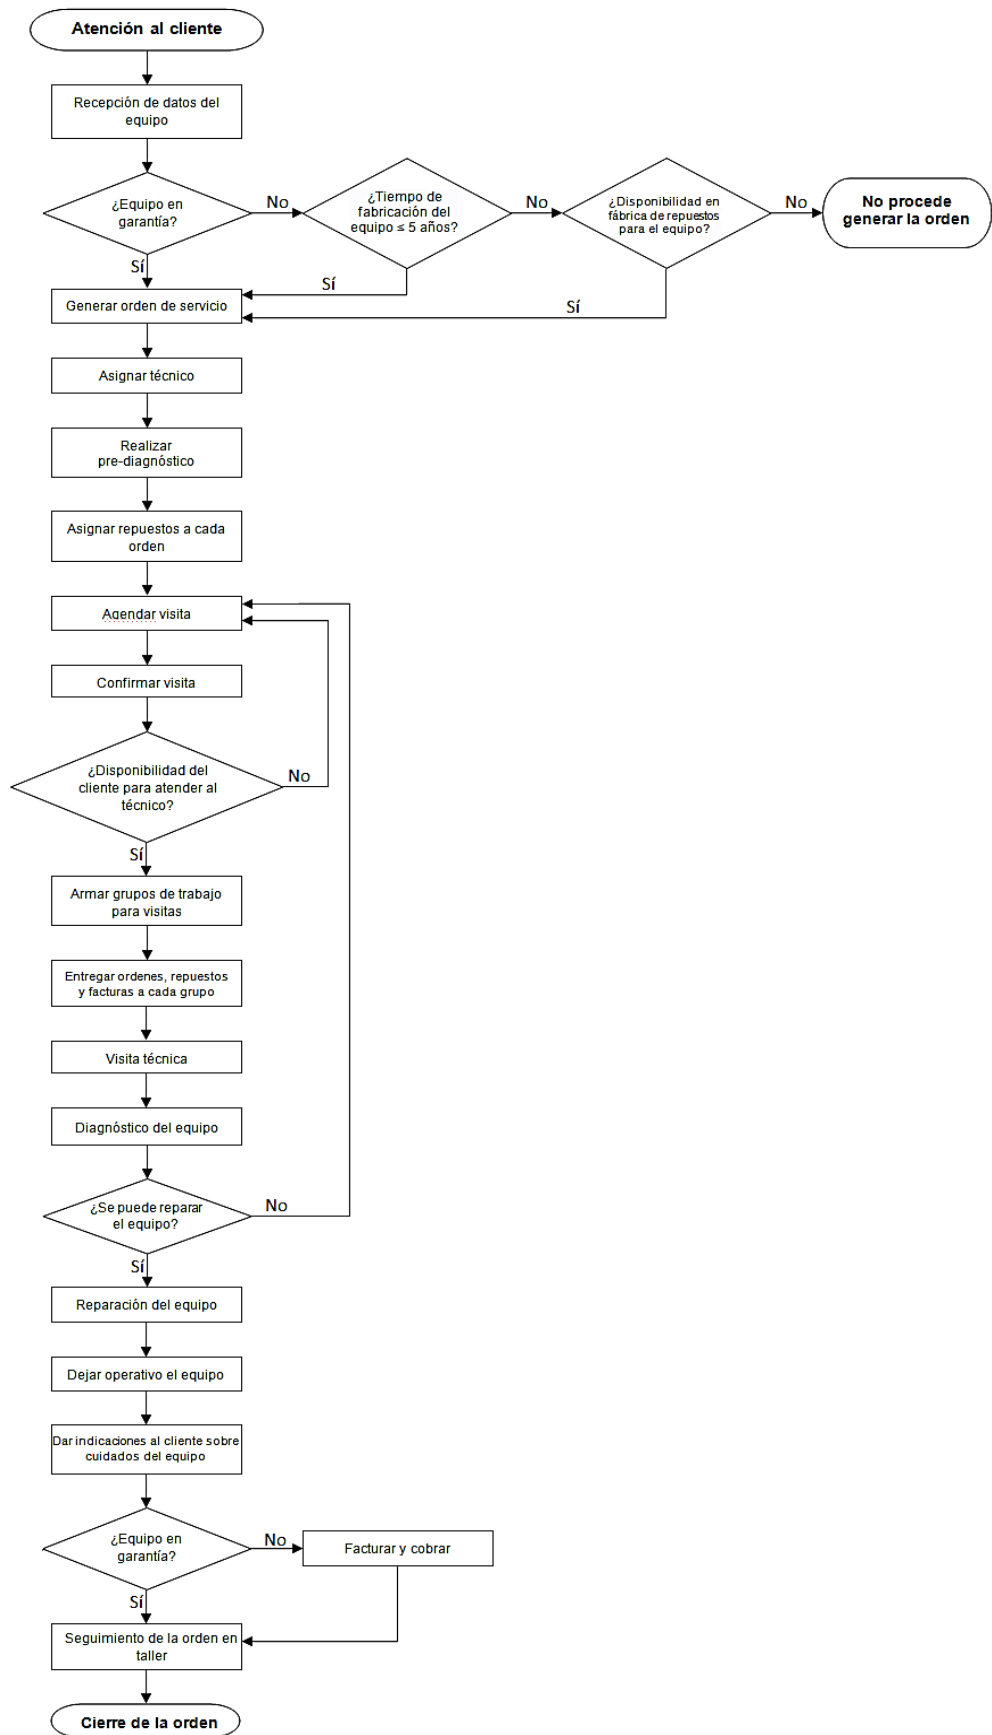 Atención al cliente
Recepción de datos del
equipo
¿Equipo en
garantía?
No
¿Tiempo de
fabricación del
equipo ≤ 5 años?
No
¿Disponibilidad en
fábrica de repuestos
para el equipo?
No
No procede
generar la orden
Sí
Sí
Sí
Generar orden de servicio
Asignar técnico
Realizar
pre-diagnóstico
Asignar repuestos a cada
orden
Agendar visita
Confirmar visita
¿Disponibilidad del
cliente para atender al
técnico?
No
Sí
Armar grupos de trabajo
para visitas
Entregar ordenes, repuestos
y facturas a cada grupo
Visita técnica
Diagnóstico del equipo
¿Se puede reparar
el equipo?
No
Sí
Reparación del equipo
Dejar operativo el equipo
Dar indicaciones al cliente sobre
cuidados del equipo
¿Equipo en
garantía?
No
Facturar y cobrar
Sí
Seguimiento de la orden en
taller
Cierre de la orden